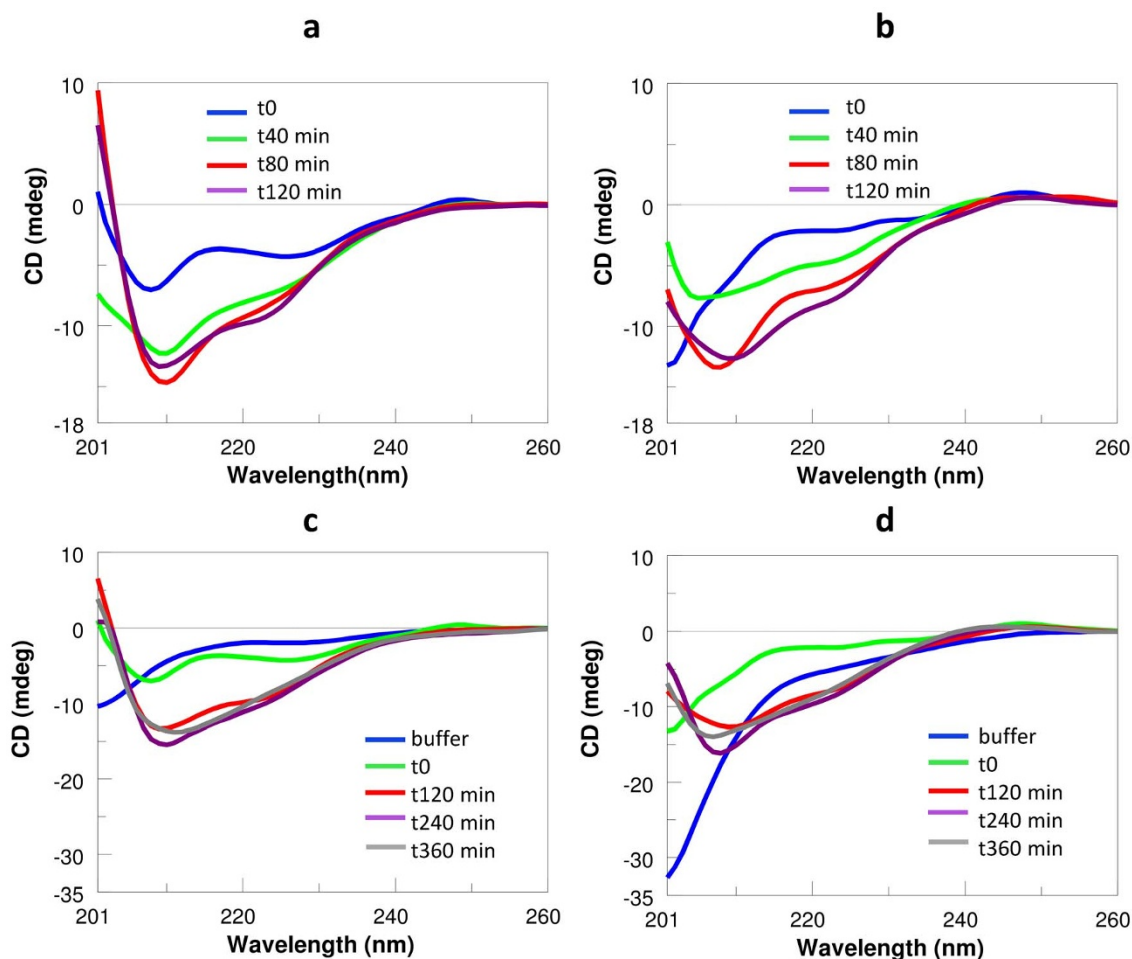 a
10
0
-10
-18
CD (mdeg)
t0
t40 min
t80 min
t120 min
201
220
240
260
Wavelength(nm)
b
10
0
-10
-18
CD (mdeg)
t0
t40 min
t80 min
t120 min
201
220
240
260
Wavelength (nm)
c
10
0
-10
-20
-30
-35
CD (mdeg)
buffer
t0
t120 min
t240 min
t360 min
201
220
240
260
Wavelength (nm)
d
10
0
-10
-20
-30
-35
CD (mdeg)
buffer
t0
t120 min
t240 min
t360 min
201
220
240
260
Wavelength (nm)